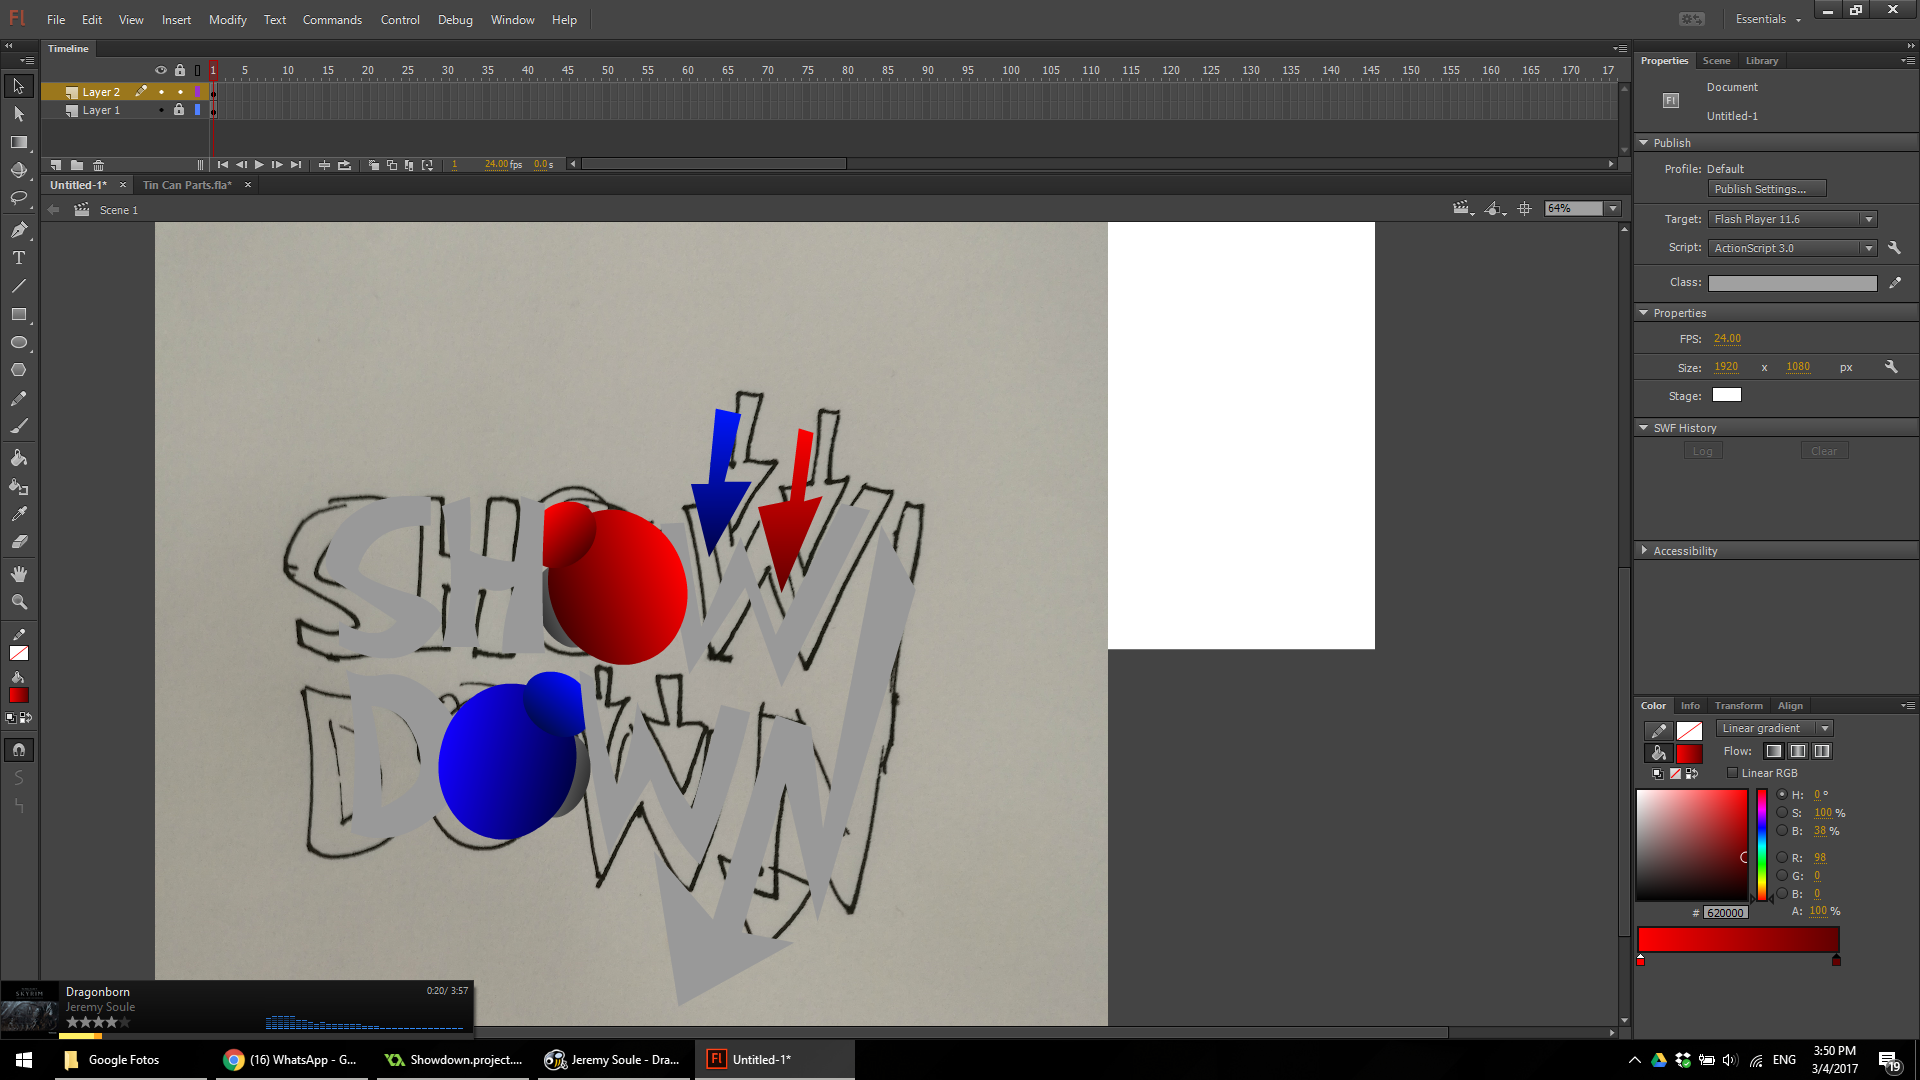 Fl File Edit View Insert Modify Text Commands Control Debug Window Help Essentials
Timeline
1 5 10 15 20 25 30 35 40 45 50 55 60 65 70 75 80 85 90 95 100 105 110 115 120 125 130 135 140 145 150 155 160 165 170 17
Layer 2
Layer 1
1 24.00 fps 0.0 s
Untitled-1* Tin Can Parts.fla*
Scene 1
64%
SHOW
DOWN
Properties Scene Library
Document
Fl
Untitled-1
Publish
Profile: Default
Publish Settings...
Target: Flash Player 11.6
Script: ActionScript 3.0
Class:
Properties
FPS: 24.00
Size: 1920 x 1080 px
Stage:
SWF History
Log Clear
Accessibility
Color Info Transform Align
Linear gradient
Flow:
Linear RGB
H: 0 °
S: 100 %
B: 38 %
R: 98
G: 0
B: 0
# 620000 A: 100 %
SKYRIM
Dragonborn 0:20/ 3:57
Jeremy Soule
Google Fotos (16) WhatsApp - G... Showdown.project.... Jeremy Soule - Dra... Fl Untitled-1*
ENG
3:50 PM
3/4/2017
19